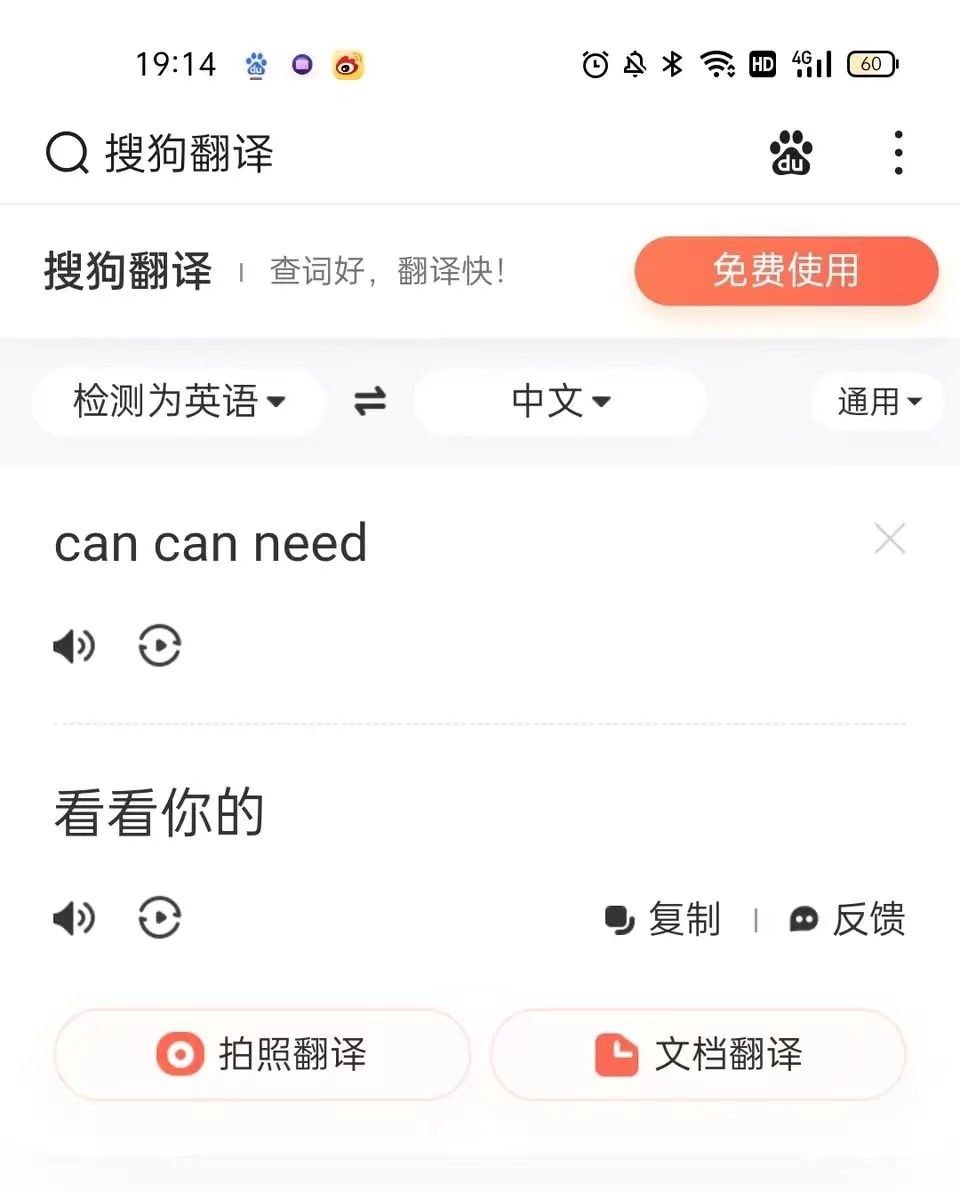 19:14 HD 4G 60
搜狗翻译 du
搜狗翻译 | 查词好，翻译快！ 免费使用
检测为英语 中文 通用
can can need
看看你的
复制 | 反馈
拍照翻译 文档翻译